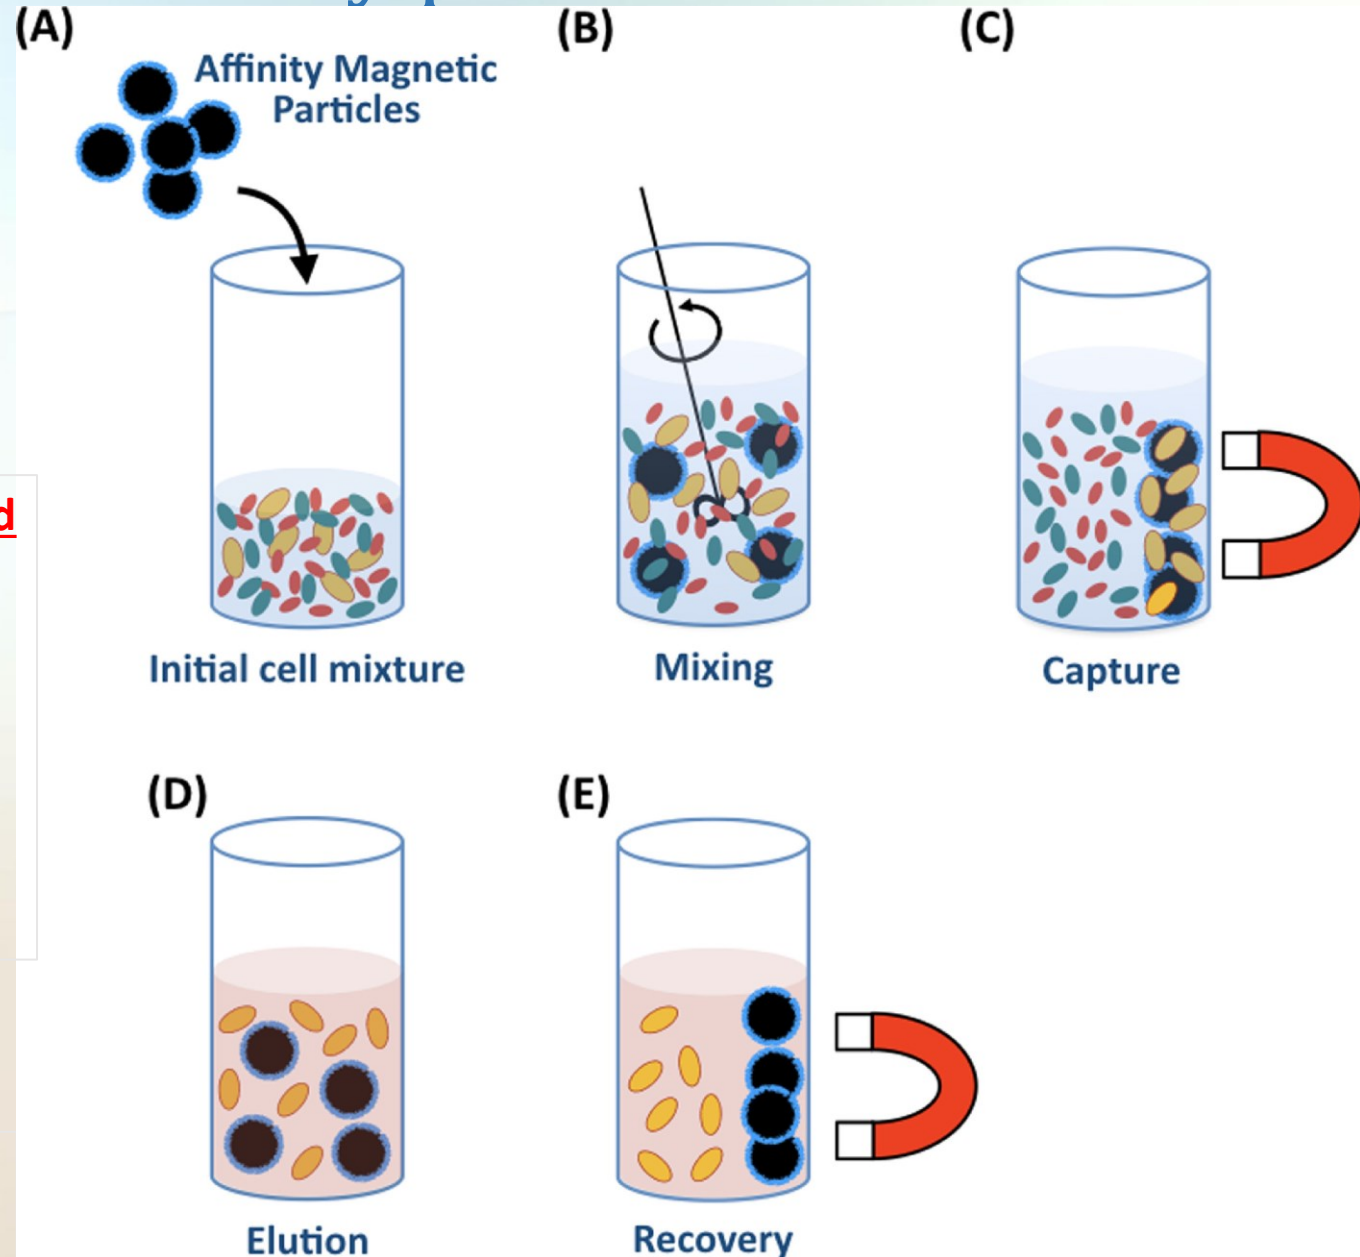 (A)
Affinity Magnetic
Particles
(B)
(C)
d
Initial cell mixture
Mixing
Capture
(D)
(E)
Elution
Recovery